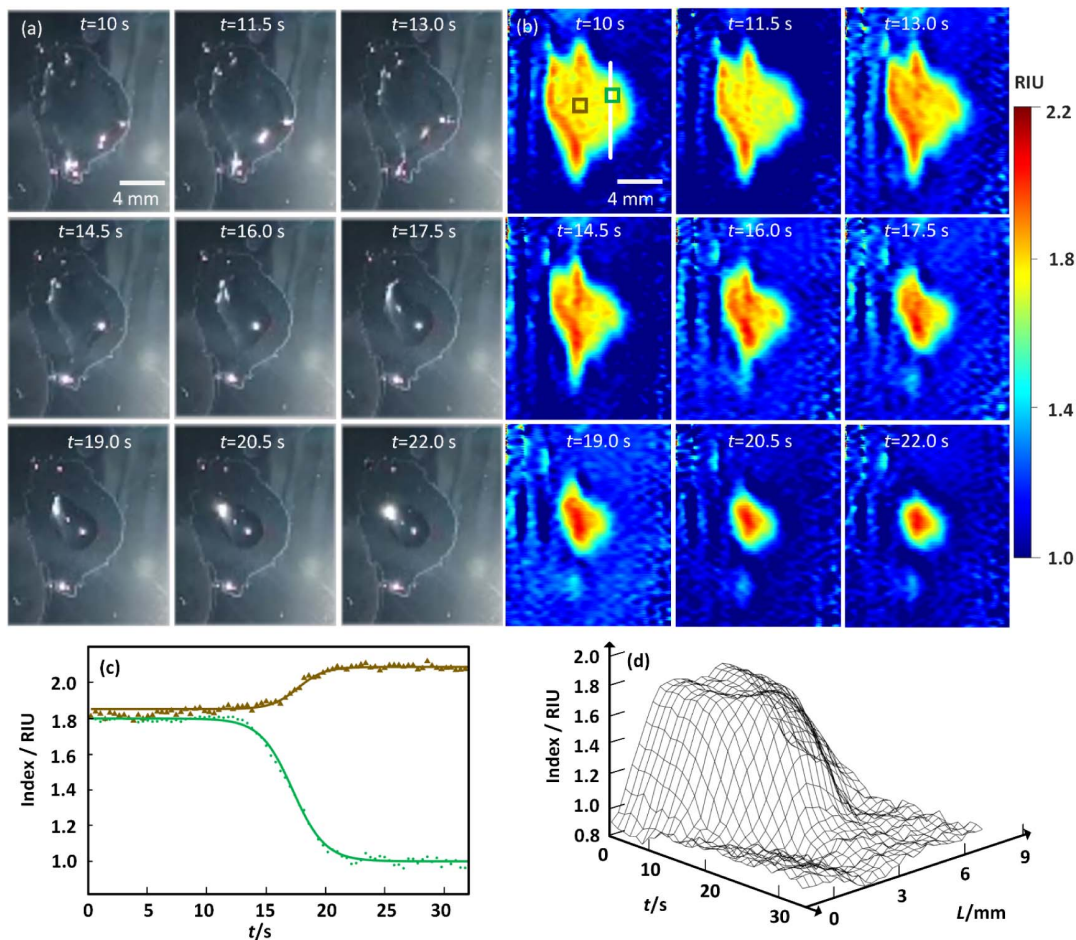 (a)
t=10 s
t=11.5 s
t=13.0 s
4 mm
t=14.5 s
t=16.0 s
t=17.5 s
t=19.0 s
t=20.5 s
t=22.0 s
(b)
t=10 s
t=11.5 s
t=13.0 s
4 mm
t=14.5 s
t=16.0 s
t=17.5 s
t=19.0 s
t=20.5 s
t=22.0 s
RIU
2.2
1.8
1.4
1.0
(c)
Index / RIU
2.0
1.8
1.6
1.4
1.2
1.0
0 5 10 15 20 25 30
t/s
(d)
Index / RIU
2.0
1.8
1.6
1.4
1.2
1.0
0.8
0 10 20 30
t/s
0 3 6 9
L/mm